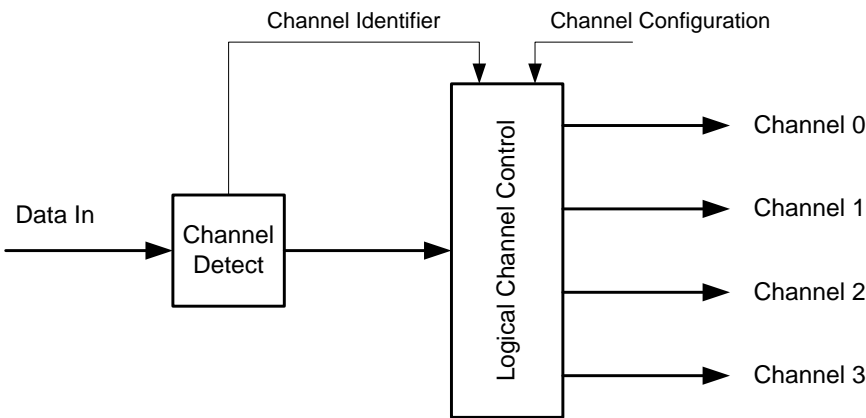 Channel Identifier
Channel Configuration
Data In
Channel
Detect
Logical Channel Control
Channel 0
Channel 1
Channel 2
Channel 3